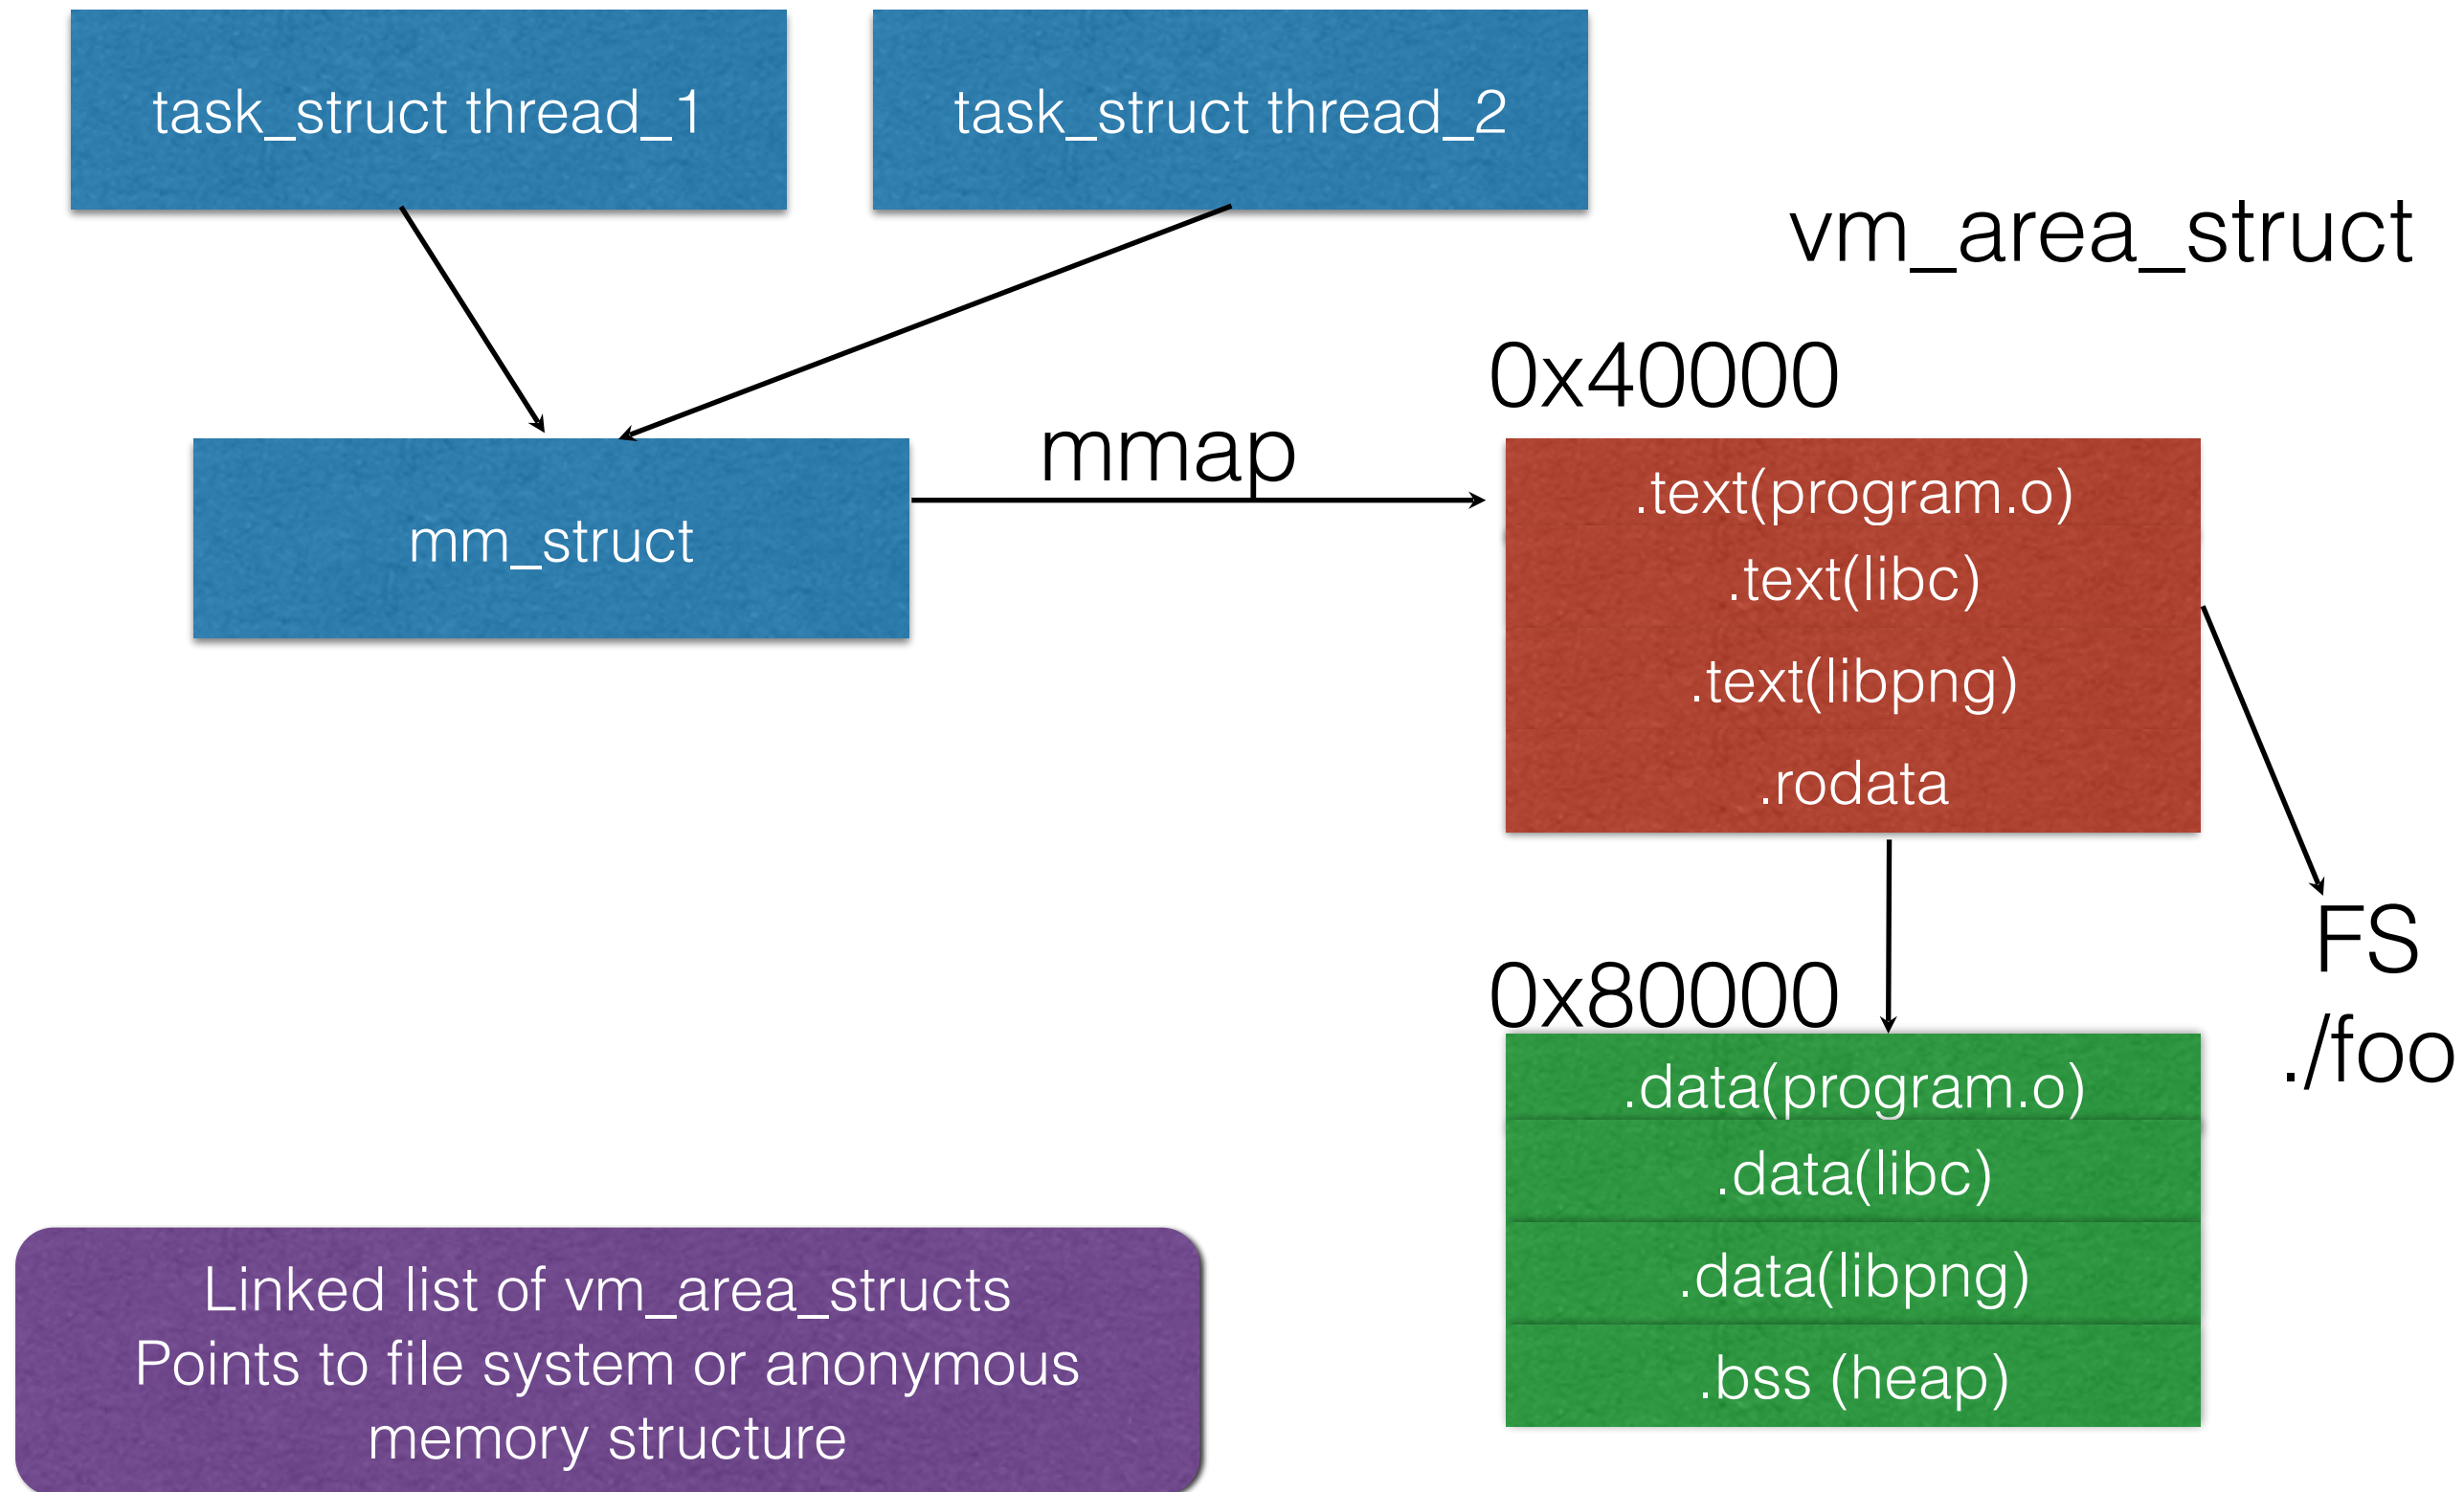 task_struct thread_1
task_struct thread_2
vm_area_struct
0x40000
mmap
mm_struct
.text(program.o)
.text(libc)
.text(libpng)
.rodata
FS
./foo
0x80000
.data(program.o)
.data(libc)
.data(libpng)
.bss (heap)
Linked list of vm_area_structs
Points to file system or anonymous
memory structure